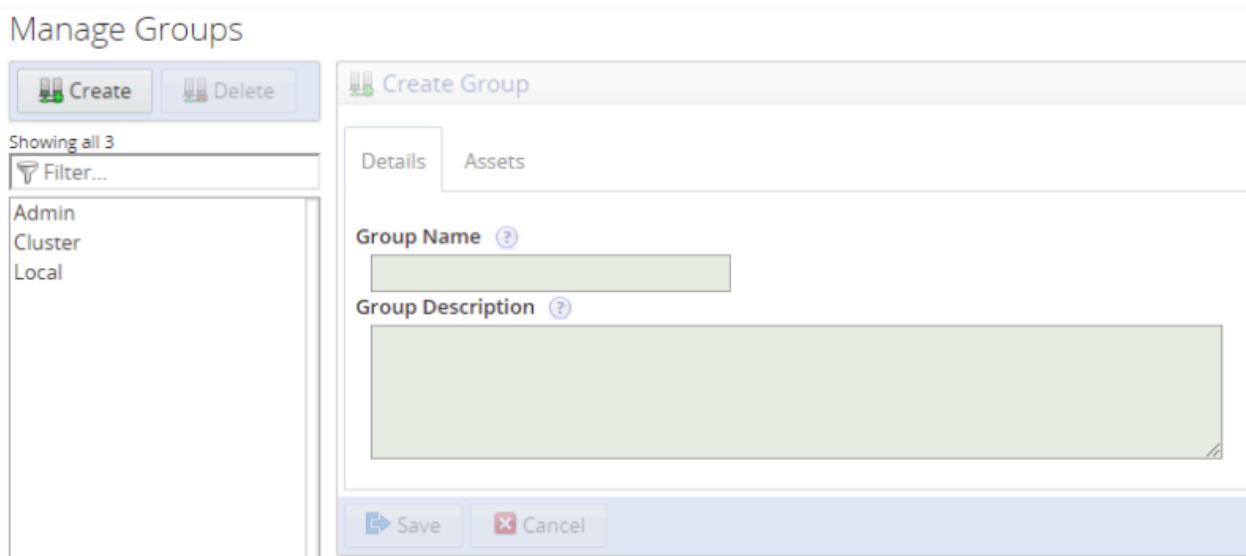 Manage Groups
Create Delete
Showing all 3
Filter...
Admin
Cluster
Local
Create Group
Details Assets
Group Name ?
Group Description ?
Save Cancel